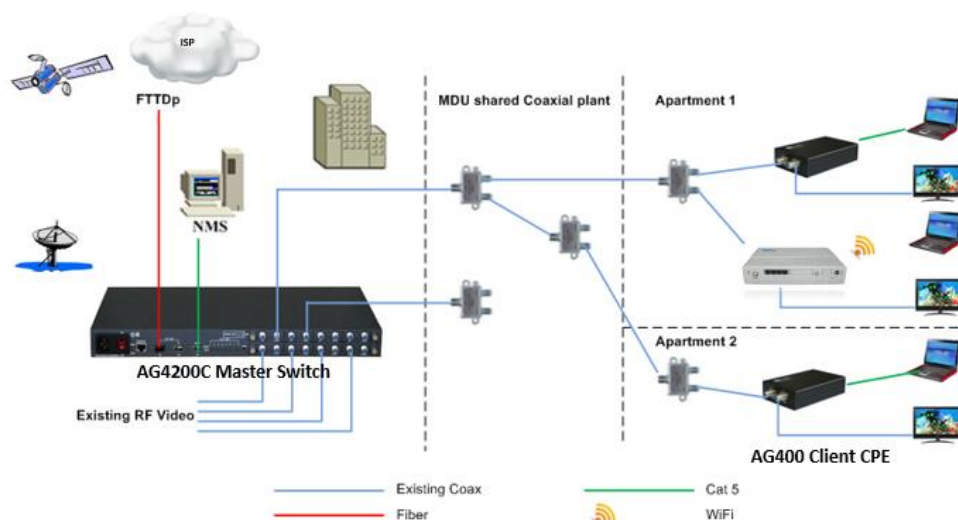 ISP
FTTDp
NMS
MDU shared Coaxial plant
Apartment 1
AG4200C Master Switch
Existing RF Video
Apartment 2
AG400 Client CPE
Existing Coax
Cat 5
Fiber
WiFi